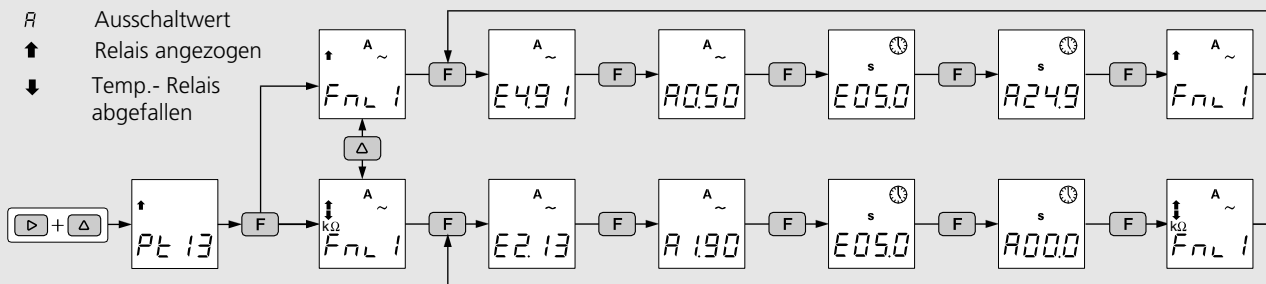 A Ausschaltwert
Relais angezogen
Temp.- Relais
abgefallen
A
~
Fnc 1
F
A
~
E4.91
F
A
~
A0.50
F
s
E05.0
F
s
A24.9
F
A
~
Fnc 1
+
Pt 13
F
A
~
kΩ
Fnc 1
F
A
~
E2.13
F
A
~
A1.90
F
s
E05.0
F
s
A00.0
F
A
~
kΩ
Fnc 1